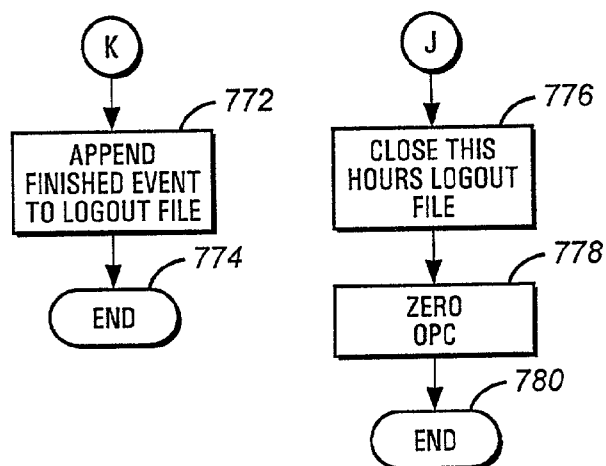 K
772
APPEND
FINISHED EVENT
TO LOGOUT FILE
774
END
J
776
CLOSE THIS
HOURS LOGOUT
FILE
778
ZERO
OPC
780
END